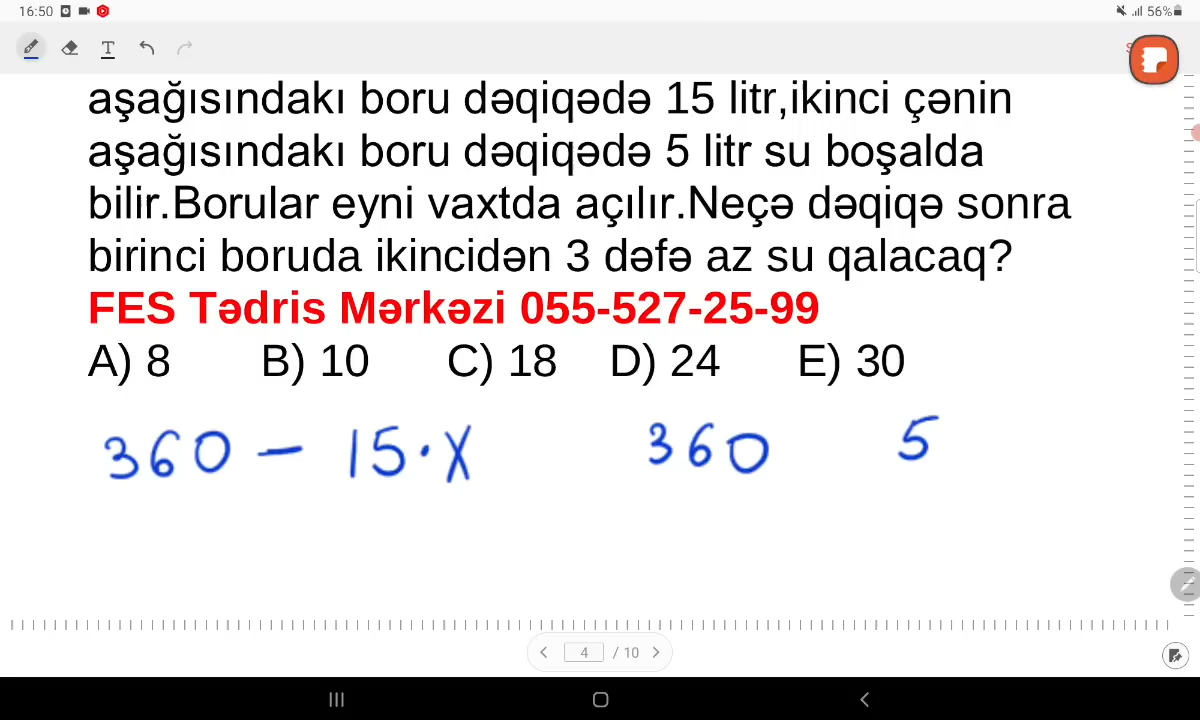 16:50 56%
aşağısındakı boru dəqiqədə 15 litr,ikinci çənin
aşağısındakı boru dəqiqədə 5 litr su boşalda
bilir.Borular eyni vaxtda açılır.Neçə dəqiqə sonra
birinci boruda ikincidən 3 dəfə az su qalacaq?
FES Tədris Mərkəzi 055-527-25-99
A) 8 B) 10 C) 18 D) 24 E) 30
360 - 15·X 360 5
4 / 10